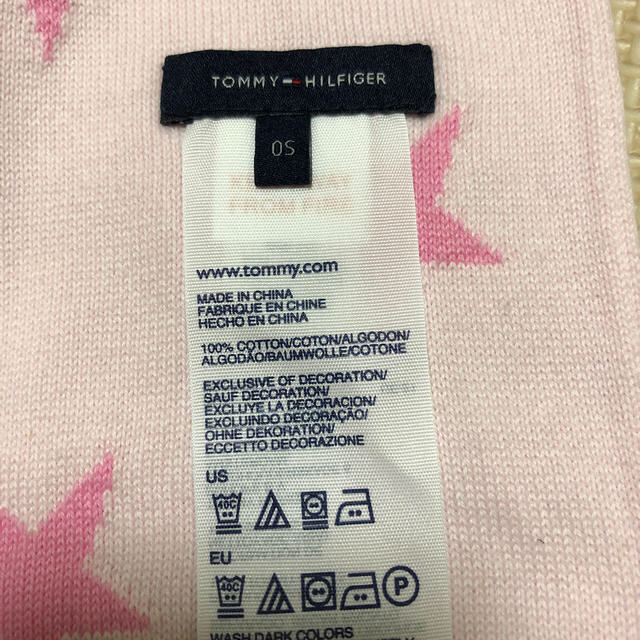 TOMMY HILFIGER
OS
FROM FIRE
www.tommy.com
MADE IN CHINA
FABRIQUE EN CHINE
HECHO EN CHINA
100% COTTON/COTON/ALGODON/
ALGODÃO/BAUMWOLLE/COTONE
EXCLUSIVE OF DECORATION/
SAUF DECORATION/
EXCLUYE LA DECORACION/
EXCLUINDO DECORAÇÃO/
OHNE DEKORATION/
ECCETTO DECORAZIONE
US
40C
EU
40C P
WASH DARK COLORS